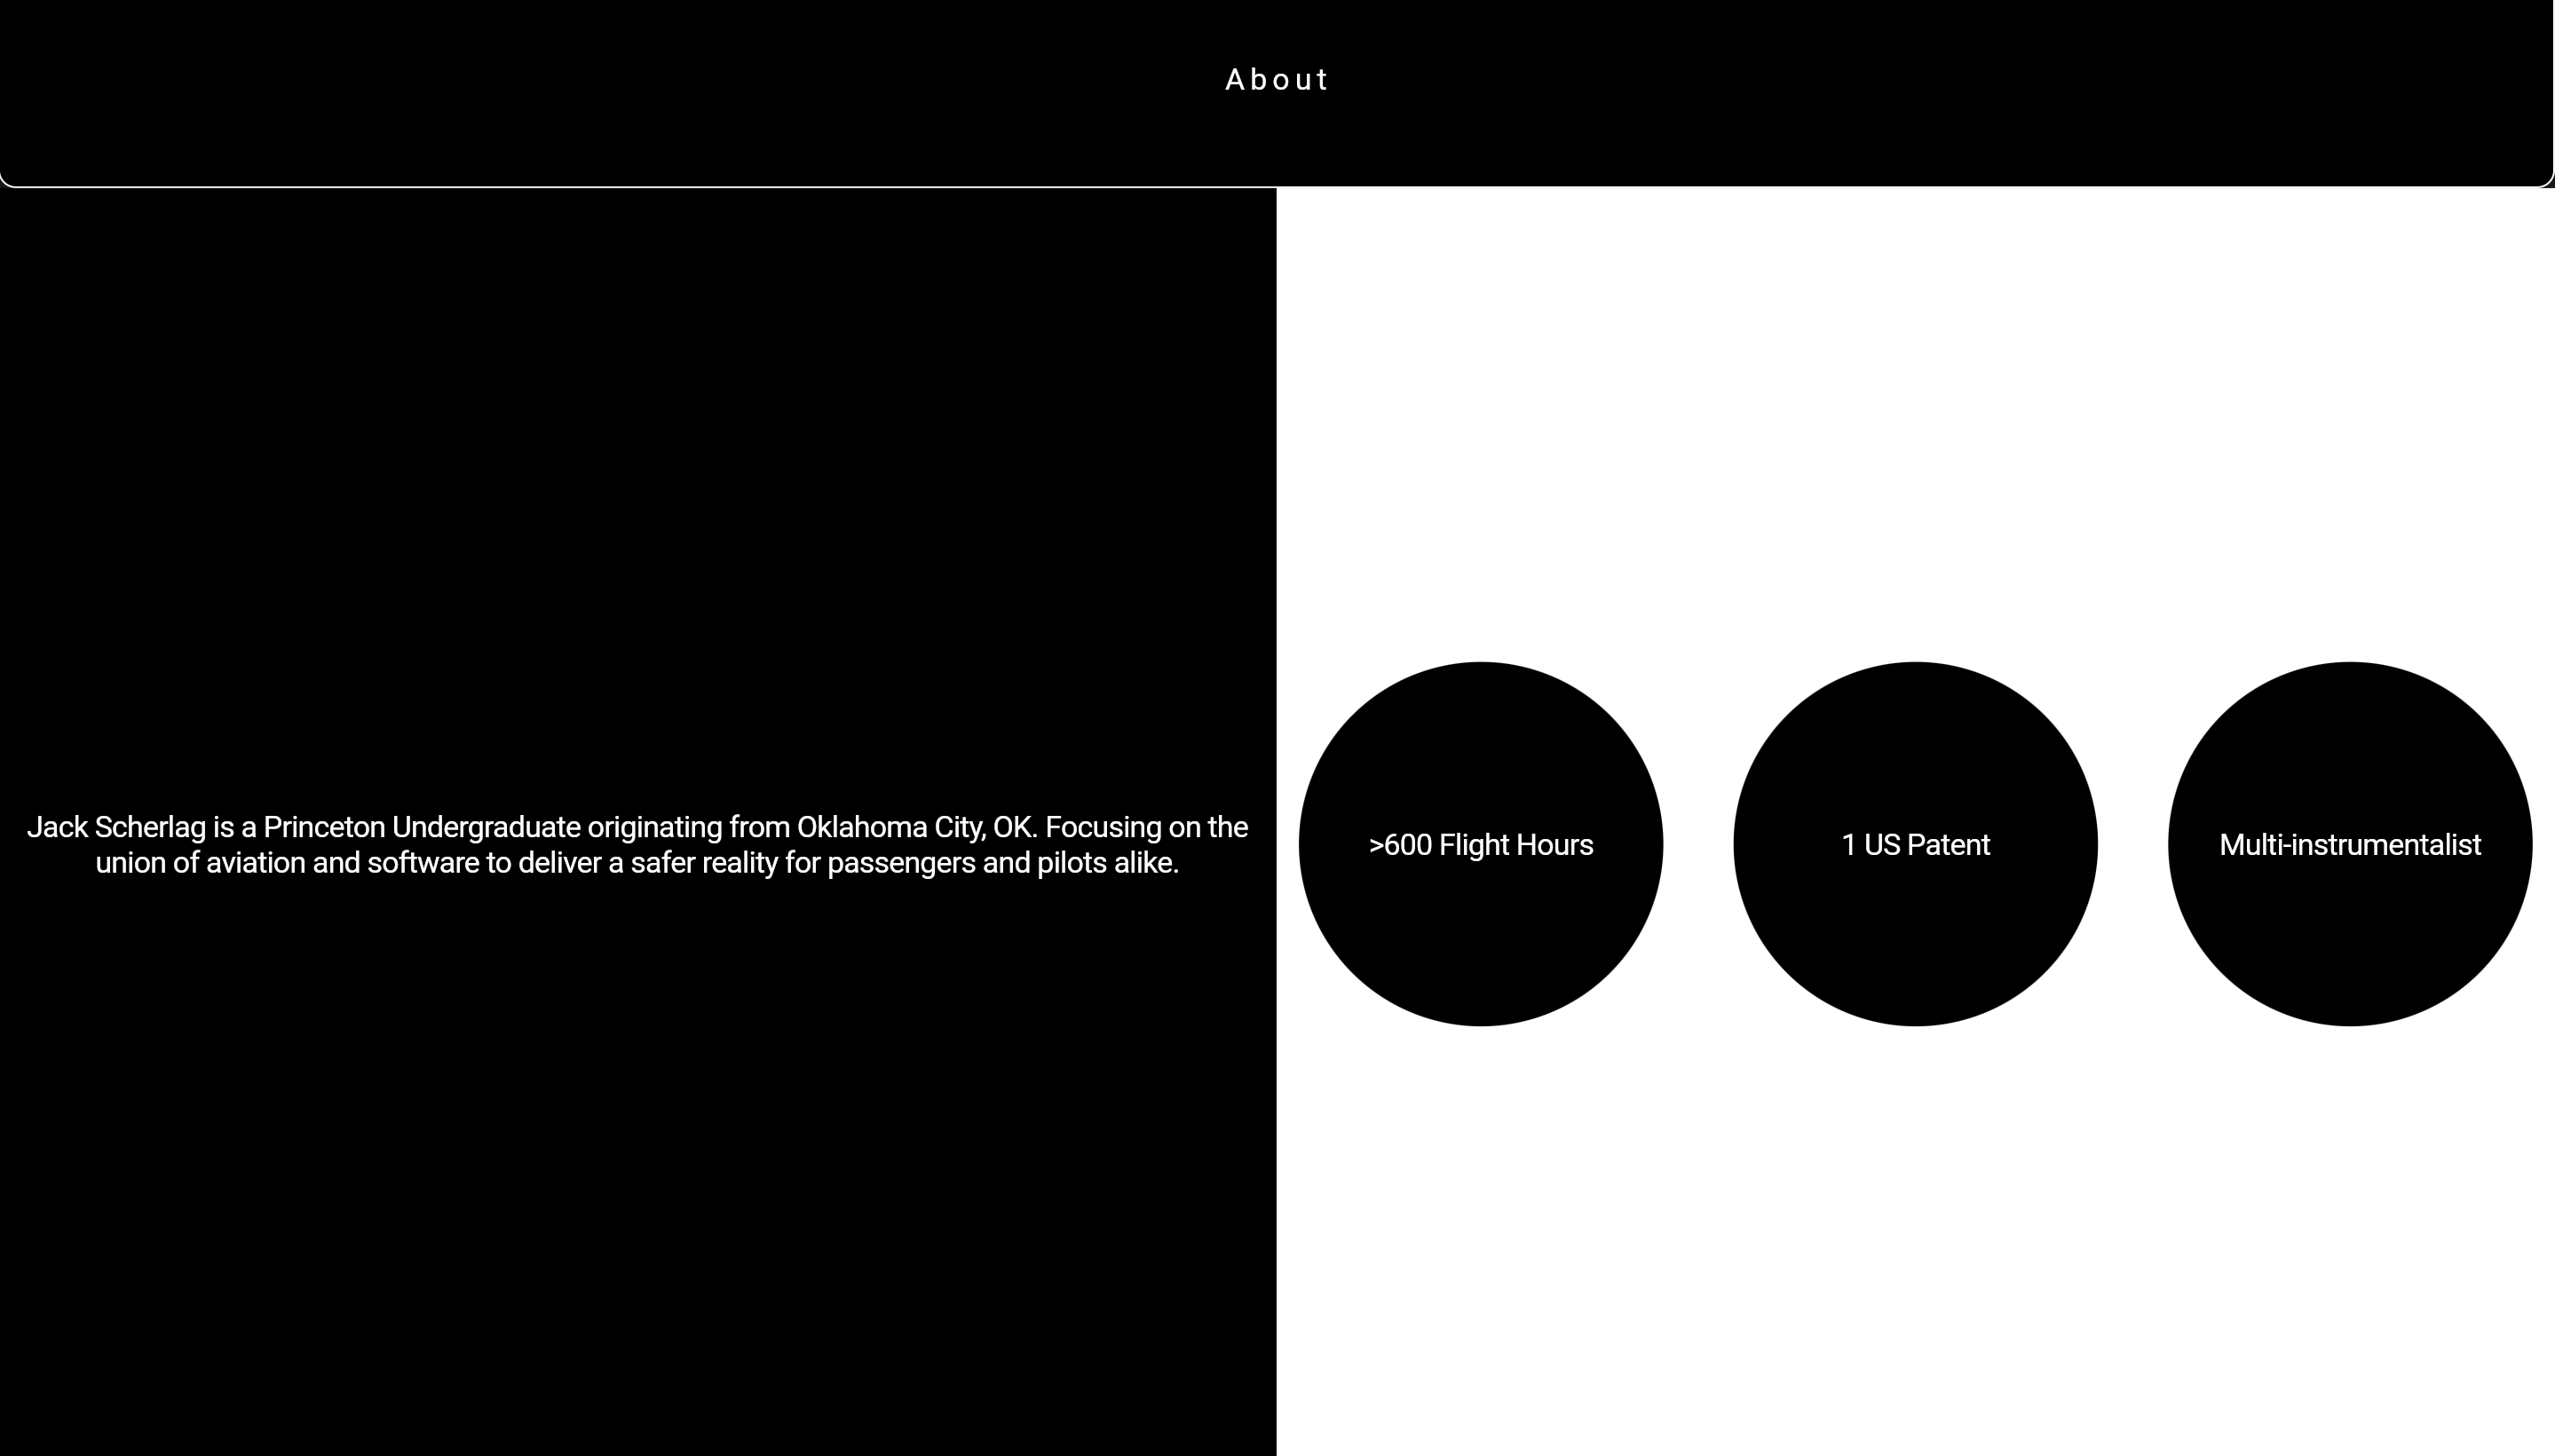 About
Jack Scherlag is a Princeton Undergraduate originating from Oklahoma City, OK. Focusing on the
union of aviation and software to deliver a safer reality for passengers and pilots alike.
>600 Flight Hours
1 US Patent
Multi-instrumentalist